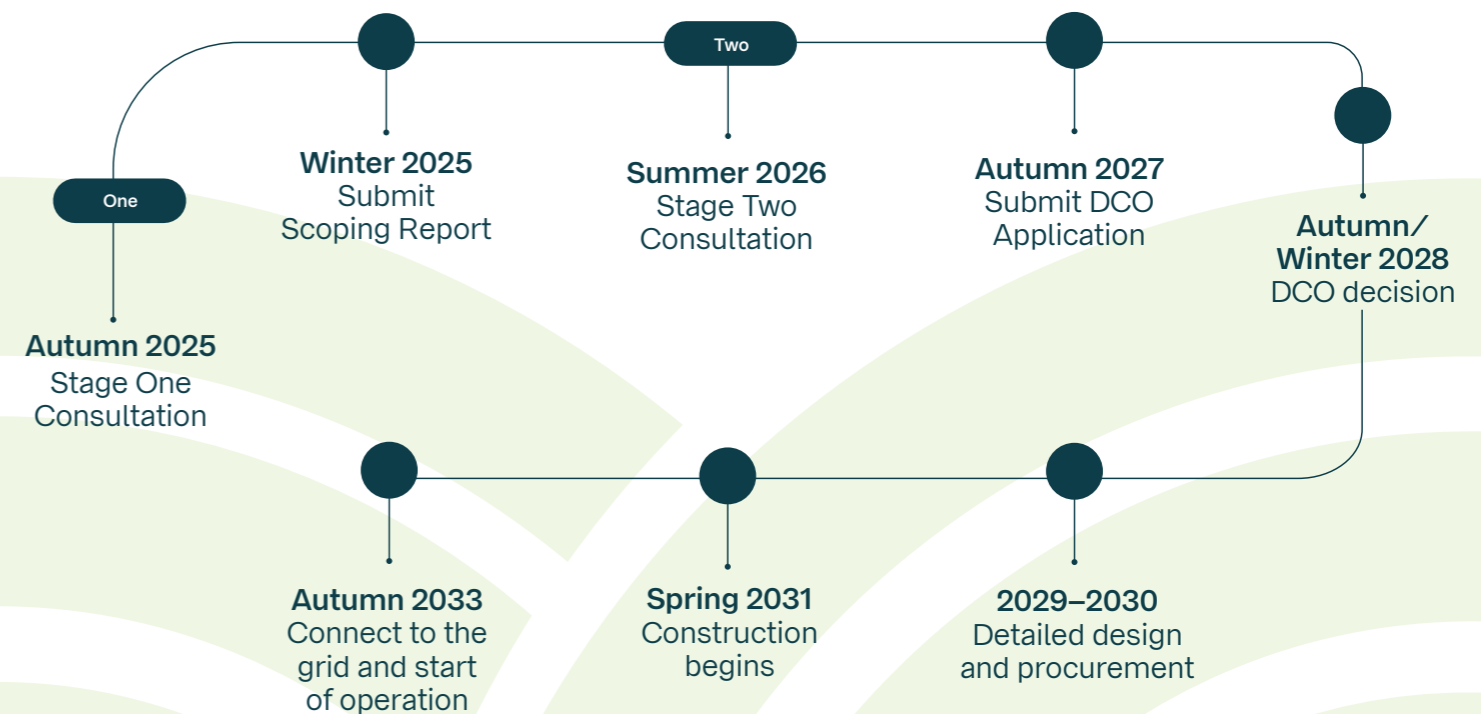 One
Autumn 2025
Stage One
Consultation
Winter 2025
Submit
Scoping Report
Two
Summer 2026
Stage Two
Consultation
Autumn 2027
Submit DCO
Application
Autumn/
Winter 2028
DCO decision
2029–2030
Detailed design
and procurement
Spring 2031
Construction
begins
Autumn 2033
Connect to the
grid and start
of operation